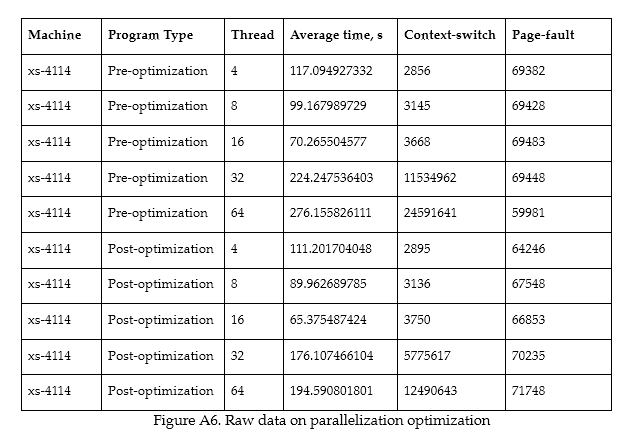 Machine Program Type Thread Average time, s Context-switch Page-fault
xs-4114 Pre-optimization 4 117.094927332 2856 69382
xs-4114 Pre-optimization 8 99.167989729 3145 69428
xs-4114 Pre-optimization 16 70.265504577 3668 69483
xs-4114 Pre-optimization 32 224.247536403 11534962 69448
xs-4114 Pre-optimization 64 276.155826111 24591641 59981
xs-4114 Post-optimization 4 111.201704048 2895 64246
xs-4114 Post-optimization 8 89.962689785 3136 67548
xs-4114 Post-optimization 16 65.375487424 3750 66853
xs-4114 Post-optimization 32 176.107466104 5775617 70235
xs-4114 Post-optimization 64 194.590801801 12490643 71748
Figure A6. Raw data on parallelization optimization